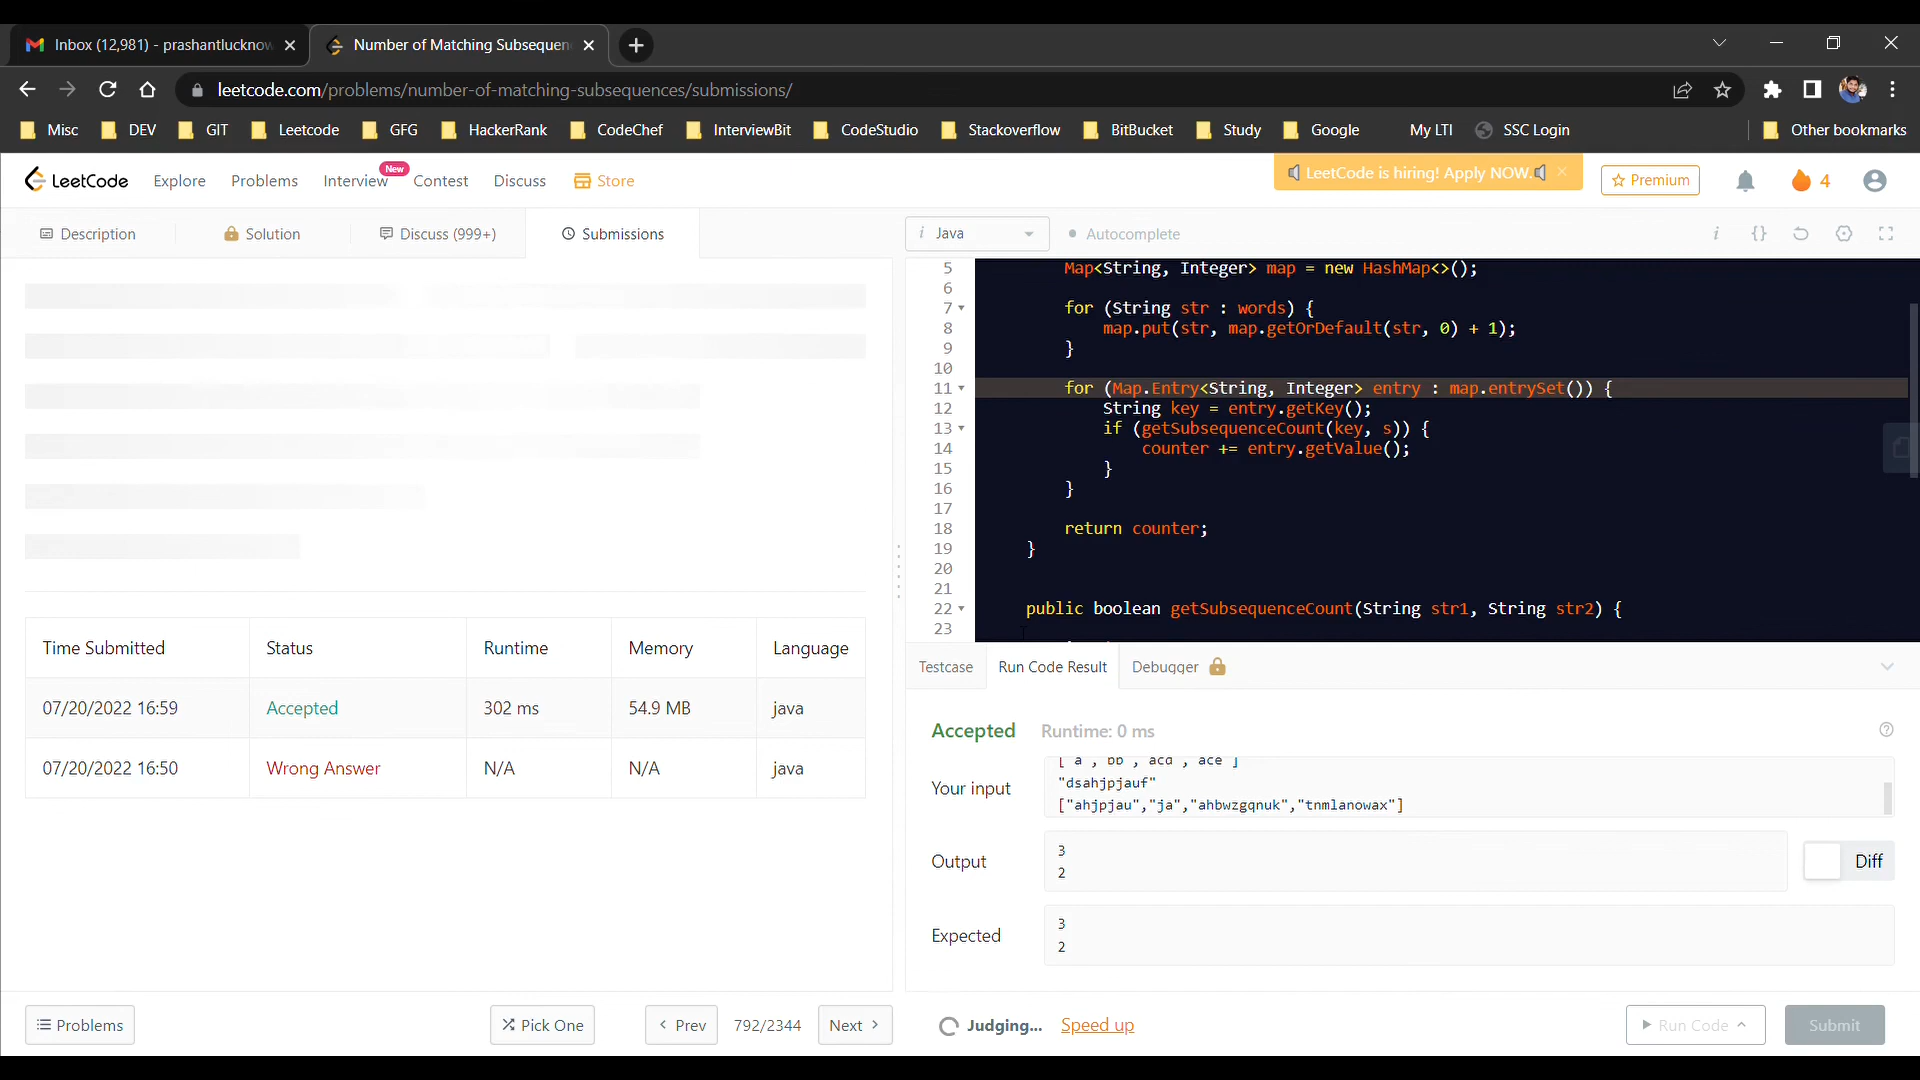 Inbox (12,981) - prashantlucknow
Number of Matching Subsequen
leetcode.com/problems/number-of-matching-subsequences/submissions/
Misc DEV GIT Leetcode GFG HackerRank CodeChef InterviewBit CodeStudio Stackoverflow BitBucket Study Google My LTI SSC Login Other bookmarks
LeetCode Explore Problems Interview New Contest Discuss Store LeetCode is hiring! Apply NOW. Premium 4
Description Solution Discuss (999+) Submissions
i Java Autocomplete
5 Map<String, Integer> map = new HashMap<>();
6
7 for (String str : words) {
8 map.put(str, map.getOrDefault(str, 0) + 1);
9 }
10
11 for (Map.Entry<String, Integer> entry : map.entrySet()) {
12 String key = entry.getKey();
13 if (getSubsequenceCount(key, s)) {
14 counter += entry.getValue();
15 }
16 }
17
18 return counter;
19 }
20
21
22 public boolean getSubsequenceCount(String str1, String str2) {
23
Time Submitted Status Runtime Memory Language
07/20/2022 16:59 Accepted 302 ms 54.9 MB java
07/20/2022 16:50 Wrong Answer N/A N/A java
Testcase Run Code Result Debugger
Accepted Runtime: 0 ms
Your input
["a","bb","acd","ace"]
"dsahjpjauf"
["ahjpjau","ja","ahbwzgqnuk","tnmlanowax"]
Output
3
2
Diff
Expected
3
2
Problems Pick One Prev 792/2344 Next Judging... Speed up Run Code Submit